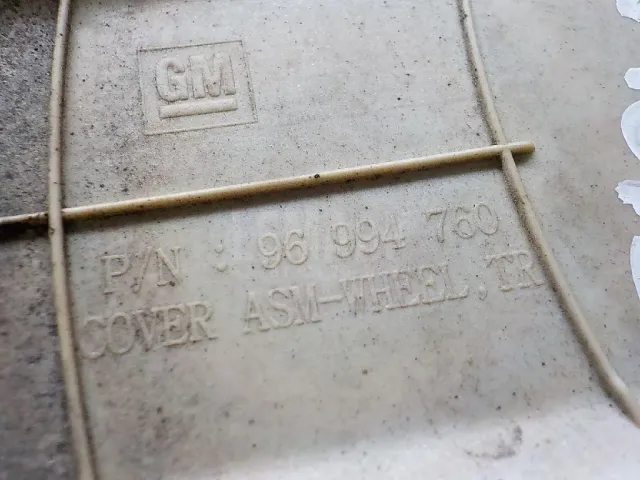 GM
P/N : 96 994 760
COVER ASM-WHEEL, TR